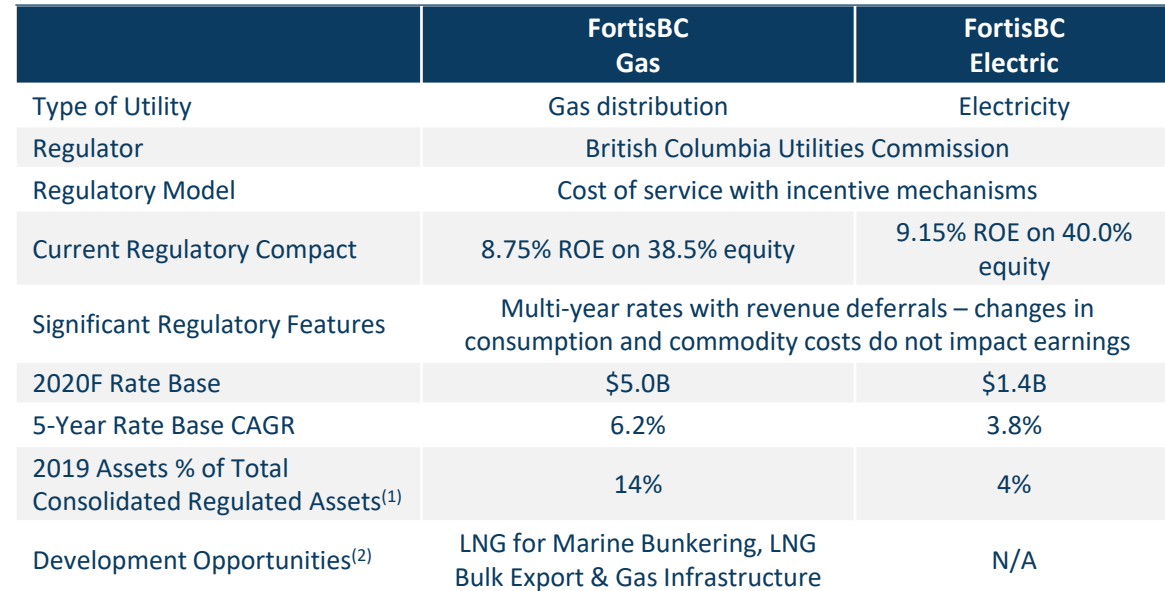 FortisBC
Gas
FortisBC
Electric
Type of Utility
Gas distribution
Electricity
Regulator
British Columbia Utilities Commission
Regulatory Model
Cost of service with incentive mechanisms
Current Regulatory Compact
8.75% ROE on 38.5% equity
9.15% ROE on 40.0%
equity
Significant Regulatory Features
Multi-year rates with revenue deferrals – changes in
consumption and commodity costs do not impact earnings
2020F Rate Base
$5.0B
$1.4B
5-Year Rate Base CAGR
6.2%
3.8%
2019 Assets % of Total
Consolidated Regulated Assets(1)
14%
4%
Development Opportunities(2)
LNG for Marine Bunkering, LNG
Bulk Export & Gas Infrastructure
N/A